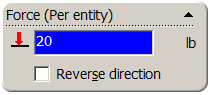 Force (Per entity)
20 lb
Reverse direction